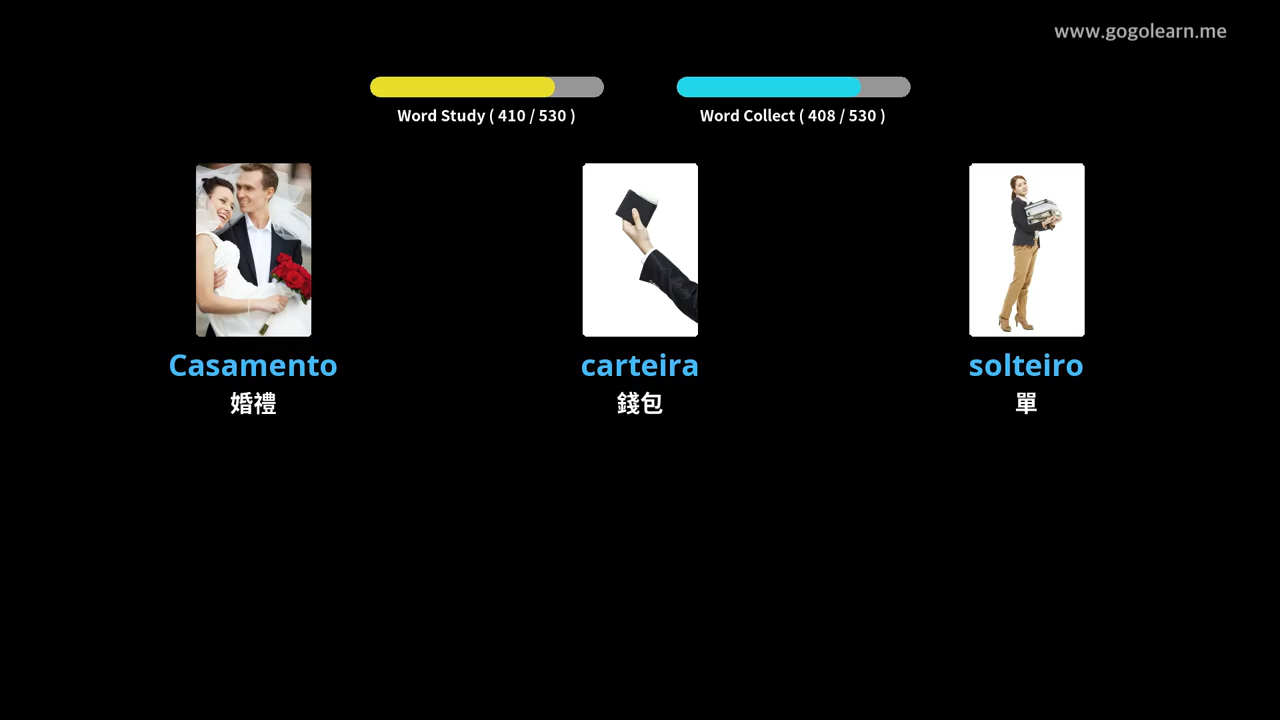 www.gogolearn.me
Word Study ( 410 / 530 )
Word Collect ( 408 / 530 )
Casamento
婚禮
carteira
錢包
solteiro
單